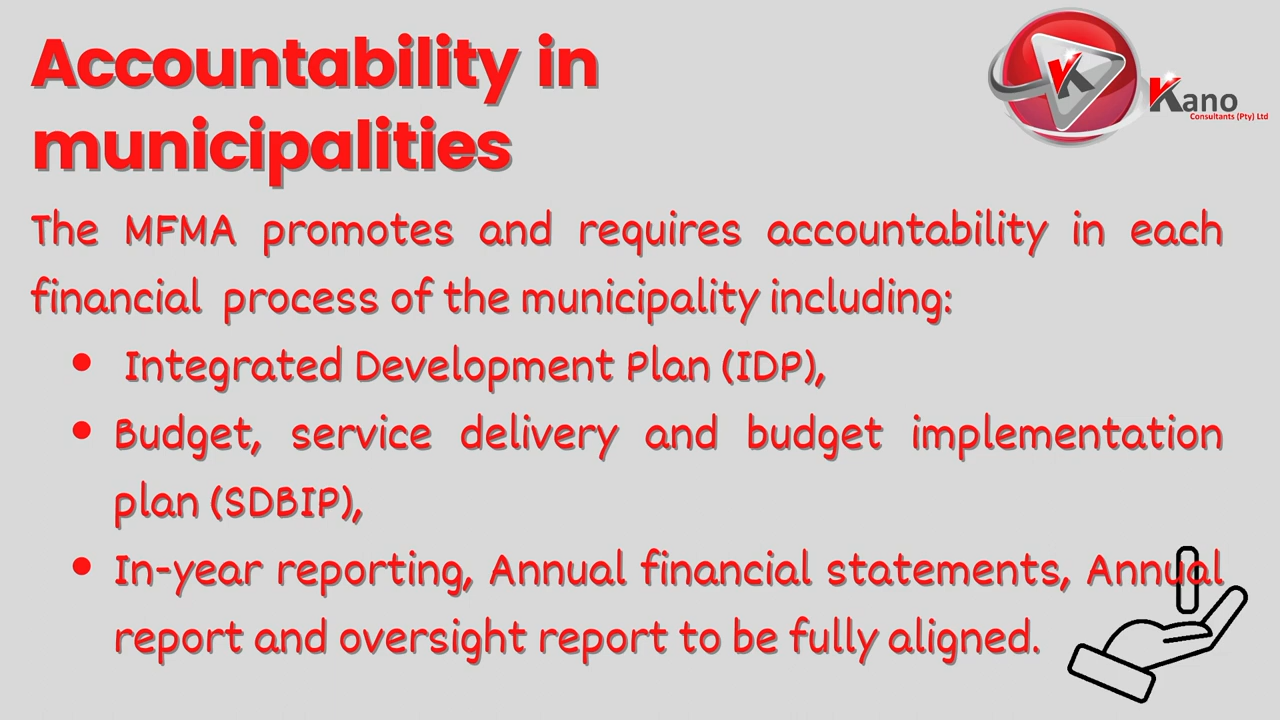 Accountability in
municipalities
Kano
Consultants (Pty) Ltd
The MFMA promotes and requires accountability in each
financial process of the municipality including:
• Integrated Development Plan (IDP),
• Budget, service delivery and budget implementation
plan (SDBIP),
• In-year reporting, Annual financial statements, Annual
report and oversight report to be fully aligned.